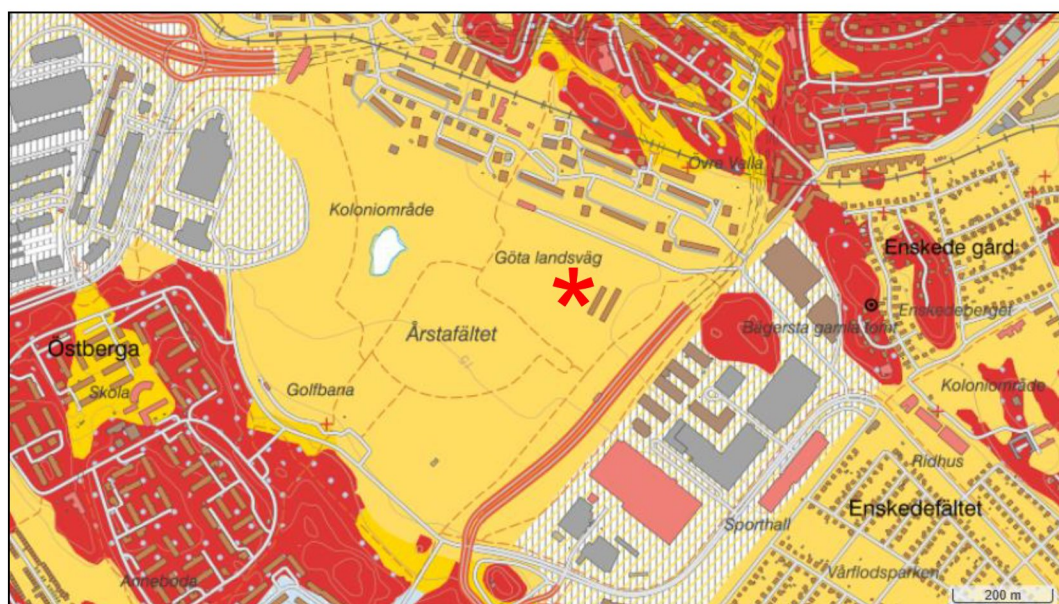 Övre Valla
Koloniområde
Enskede gård
Göta landsväg
Enskedeberget
Bägersta gamla tomt
Årstafältet
Östberga
Skola
Golfbana
Koloniområde
Ridhus
Enskedefältet
Sporthall
Vårflodsparken
Anneboda
200 m